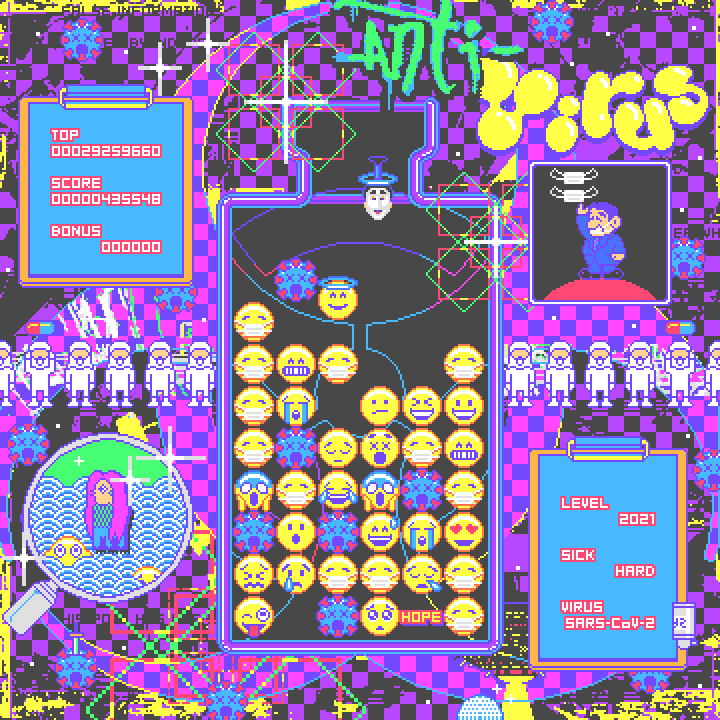 Anti-
Virus
TOP
00029259660
SCORE
00000435548
BONUS
000000
HOPE
LEVEL
2021
SICK
HARD
VIRUS
SARS-CoV-2